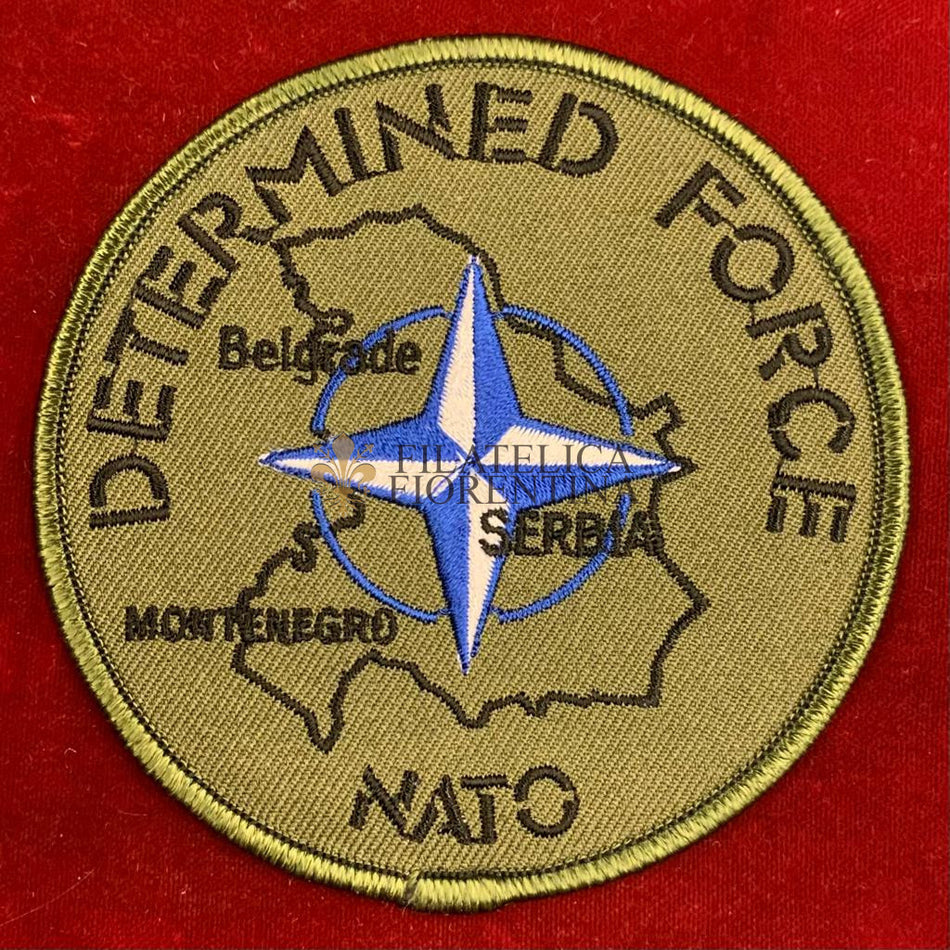 DETERMINED FORCE
Belgrade
FILATELICA
FIORENTINA
SERBIA
MONTENEGRO
NATO